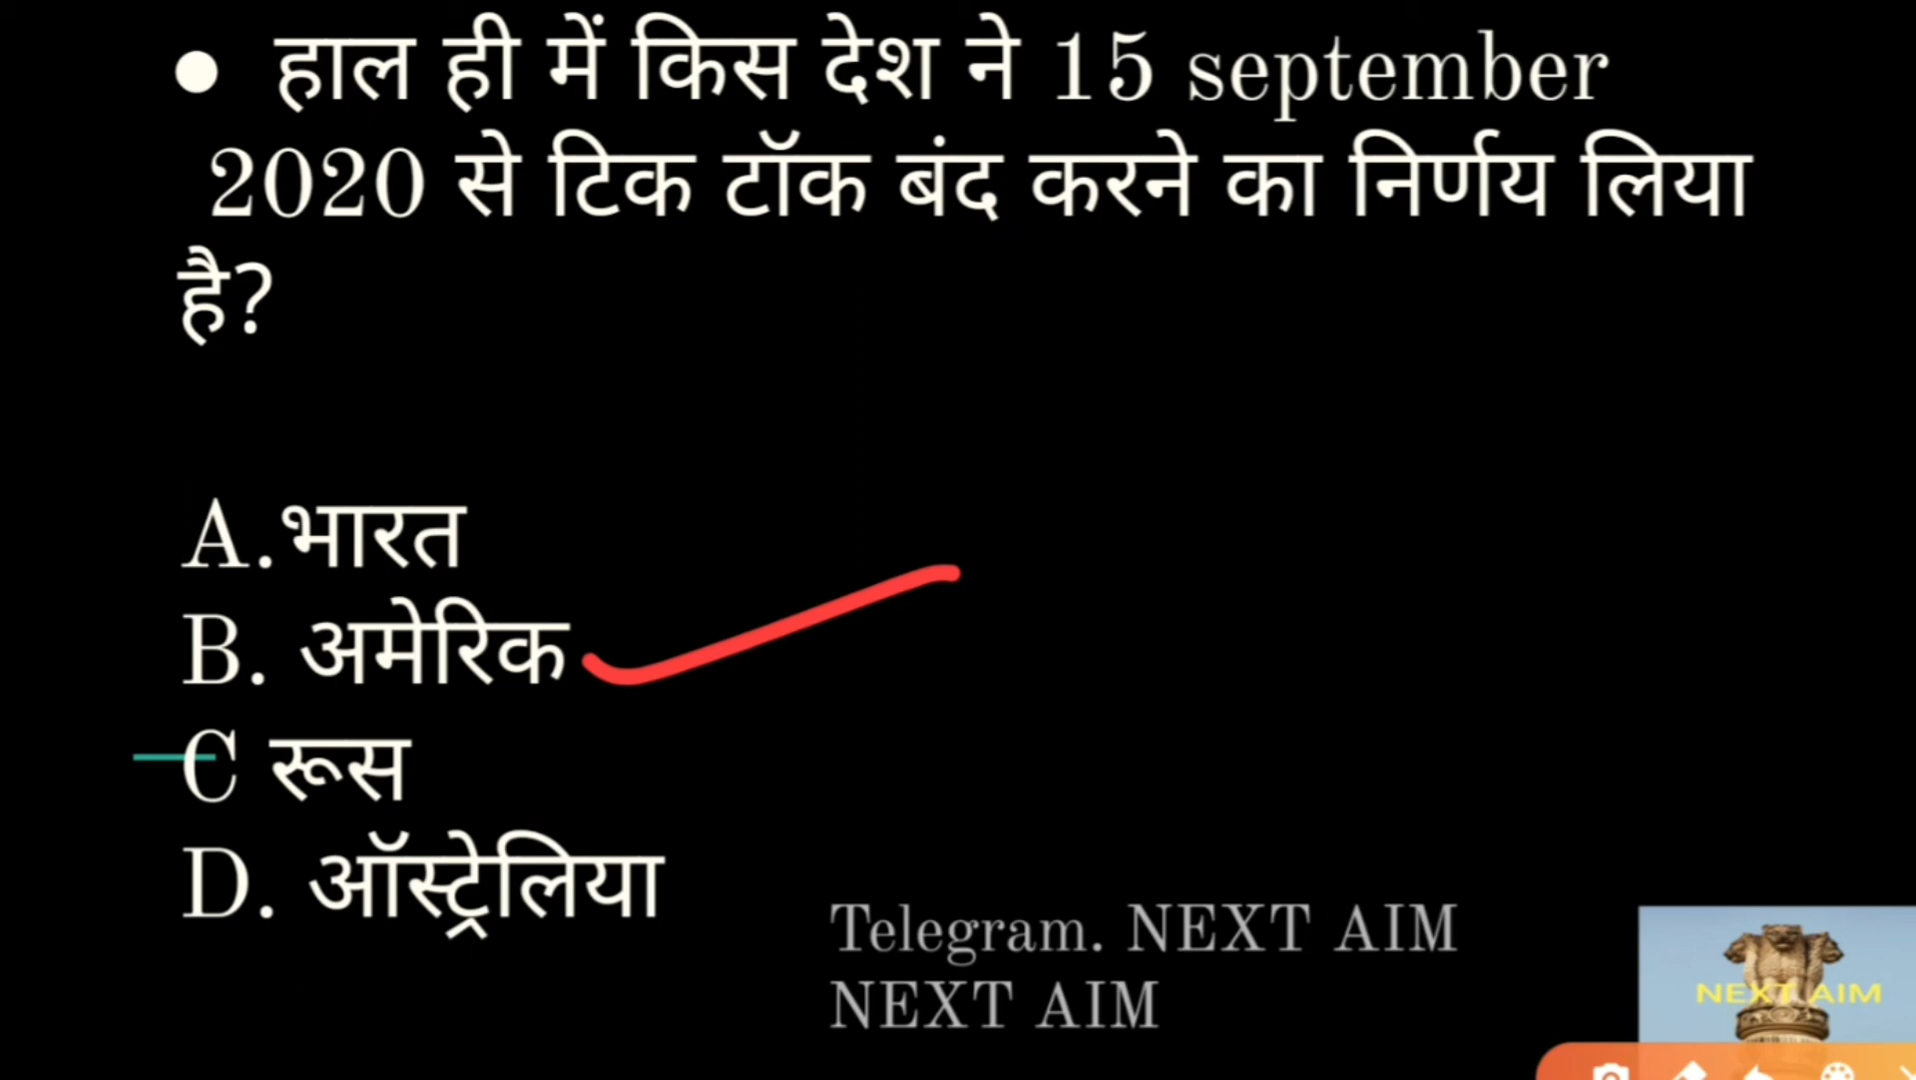 ● हाल ही में किस देश ने 15 september
2020 से टिक टॉक बंद करने का निर्णय लिया
है?
A.भारत
B. अमेरिक
C रूस
D. ऑस्ट्रेलिया
Telegram. NEXT AIM
NEXT AIM
NEXT AIM